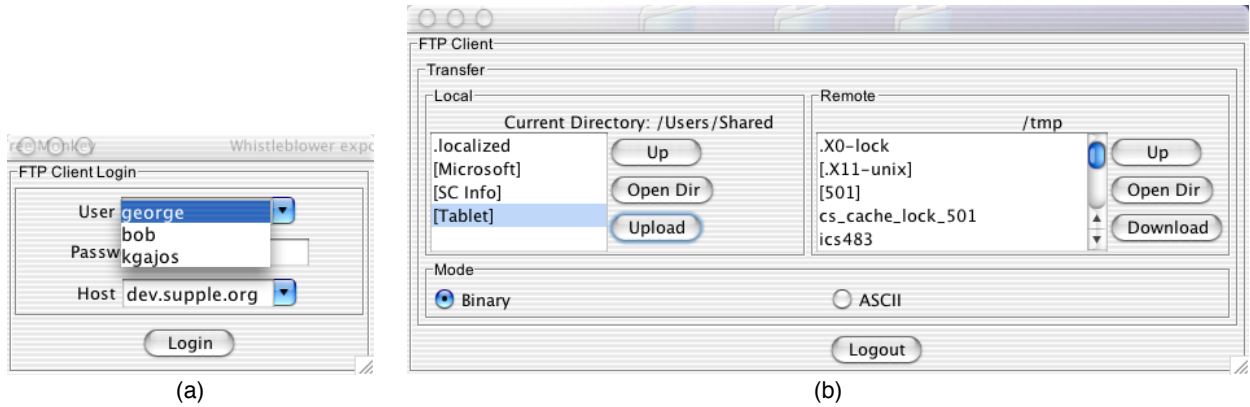 Whistleblower
FTP Client Login
User george
bob
kgajos
Host dev.supple.org
Login
(a)
FTP Client
Transfer
Local
Current Directory: /Users/Shared
.localized
[Microsoft]
[SC Info]
[Tablet]
Up
Open Dir
Upload
Remote
/tmp
.X0-lock
[.X11-unix]
[501]
cs_cache_lock_501
ics483
Up
Open Dir
Download
Mode
Binary
ASCII
Logout
(b)